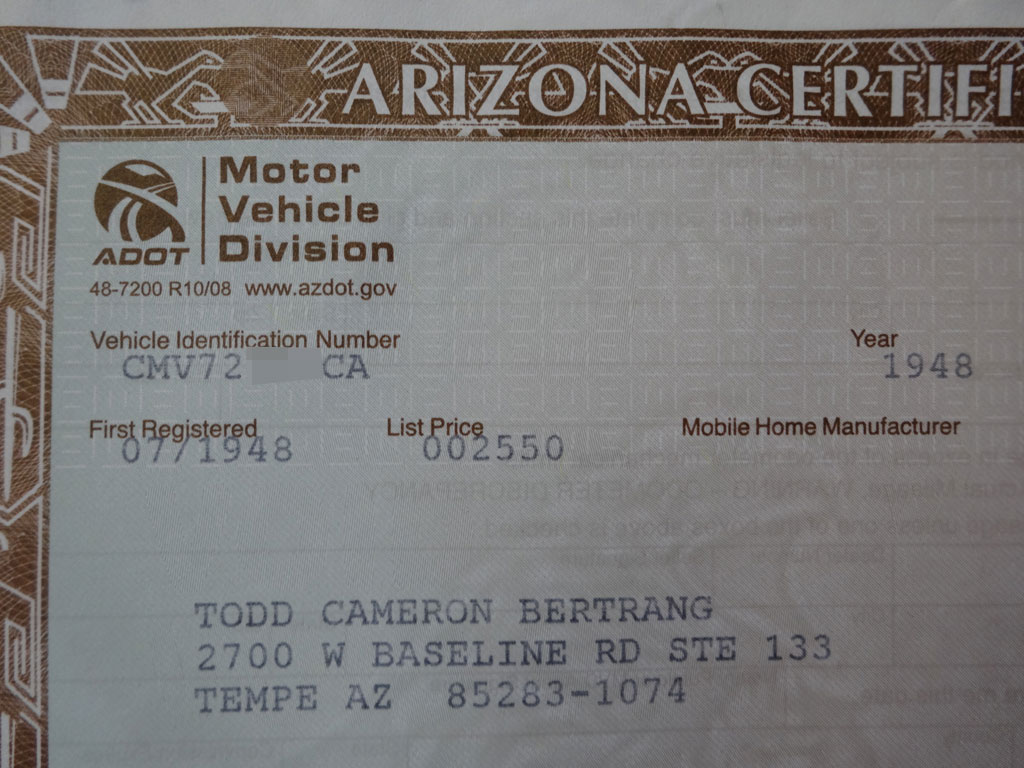 ARIZONA CERTIFI
Motor
Vehicle
Division
ADOT
48-7200 R10/08 www.azdot.gov
Vehicle Identification Number Year
CMV72 CA 1948
First Registered List Price Mobile Home Manufacturer
07/1948 002550
TODD CAMERON BERTRANG
2700 W BASELINE RD STE 133
TEMPE AZ 85283-1074